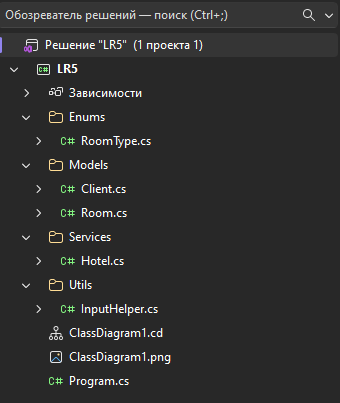 Обозреватель решений — поиск (Ctrl+;)
Решение "LR5" (1 проекта 1)
C# LR5
Зависимости
Enums
C# RoomType.cs
Models
C# Client.cs
C# Room.cs
Services
C# Hotel.cs
Utils
C# InputHelper.cs
ClassDiagram1.cd
ClassDiagram1.png
C# Program.cs